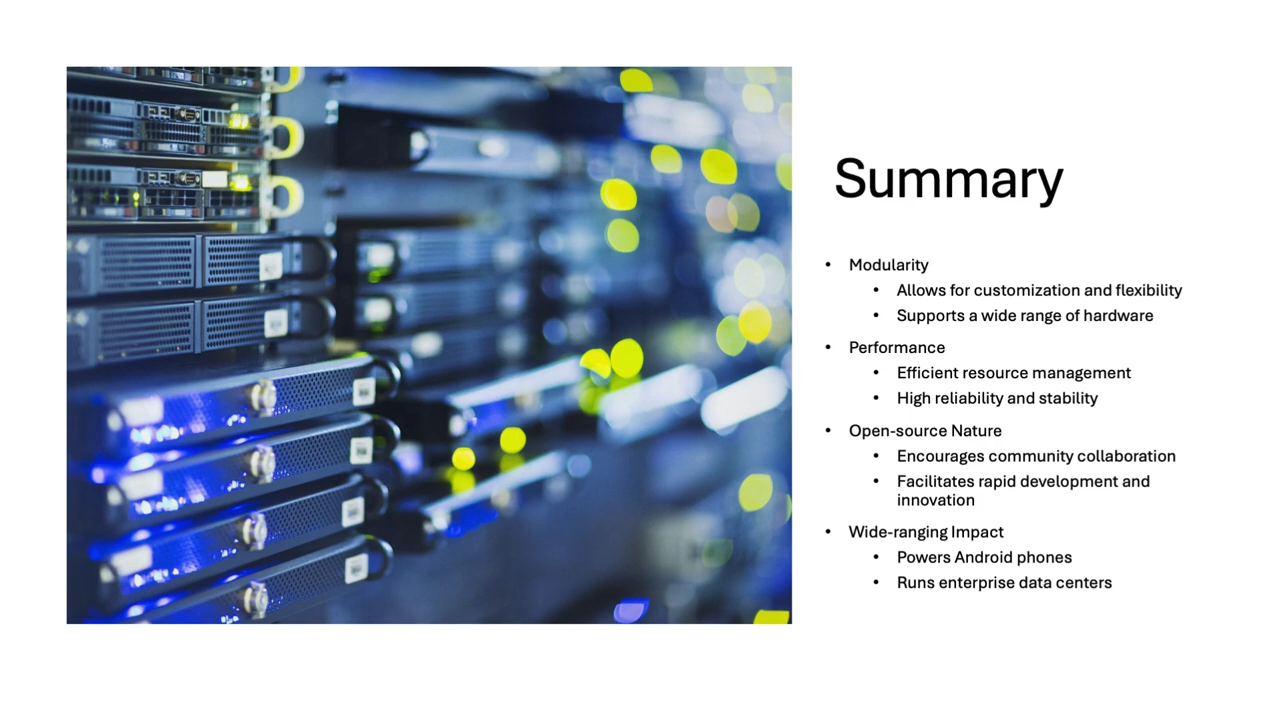 Summary
• Modularity
• Allows for customization and flexibility
• Supports a wide range of hardware
• Performance
• Efficient resource management
• High reliability and stability
• Open-source Nature
• Encourages community collaboration
• Facilitates rapid development and
innovation
• Wide-ranging Impact
• Powers Android phones
• Runs enterprise data centers